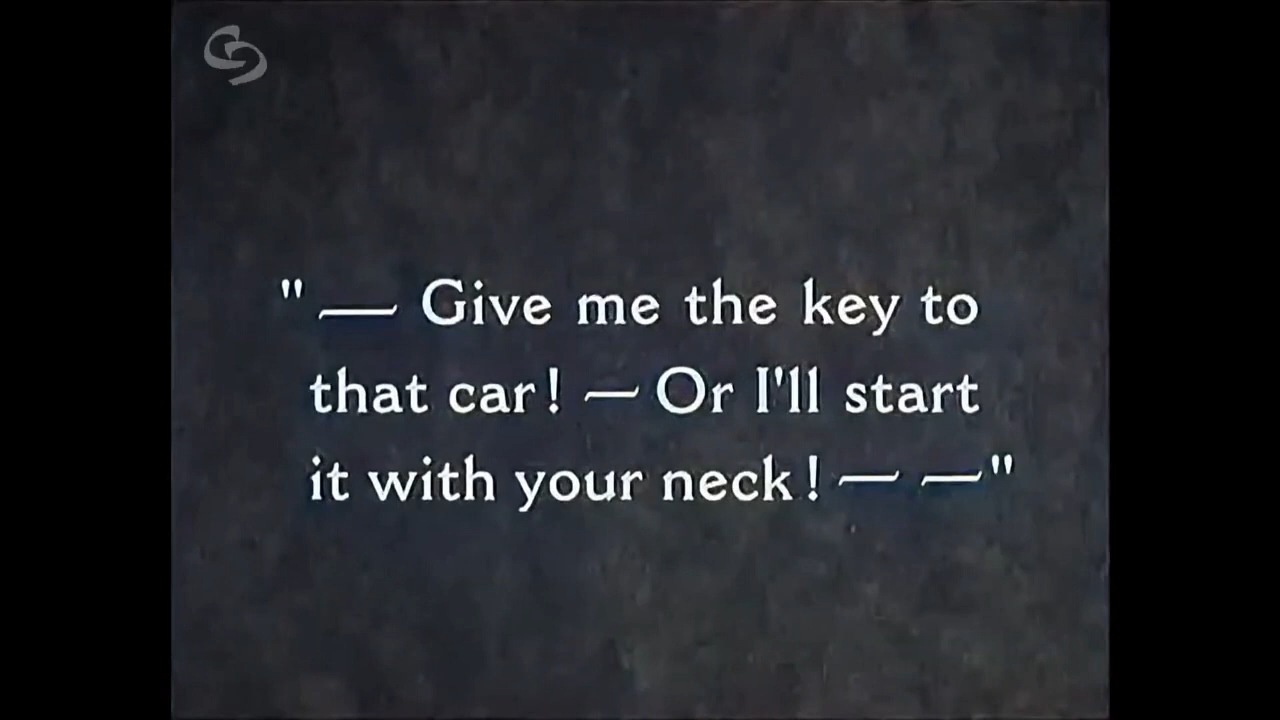 " — Give me the key to
that car! — Or I'll start
it with your neck! — —"